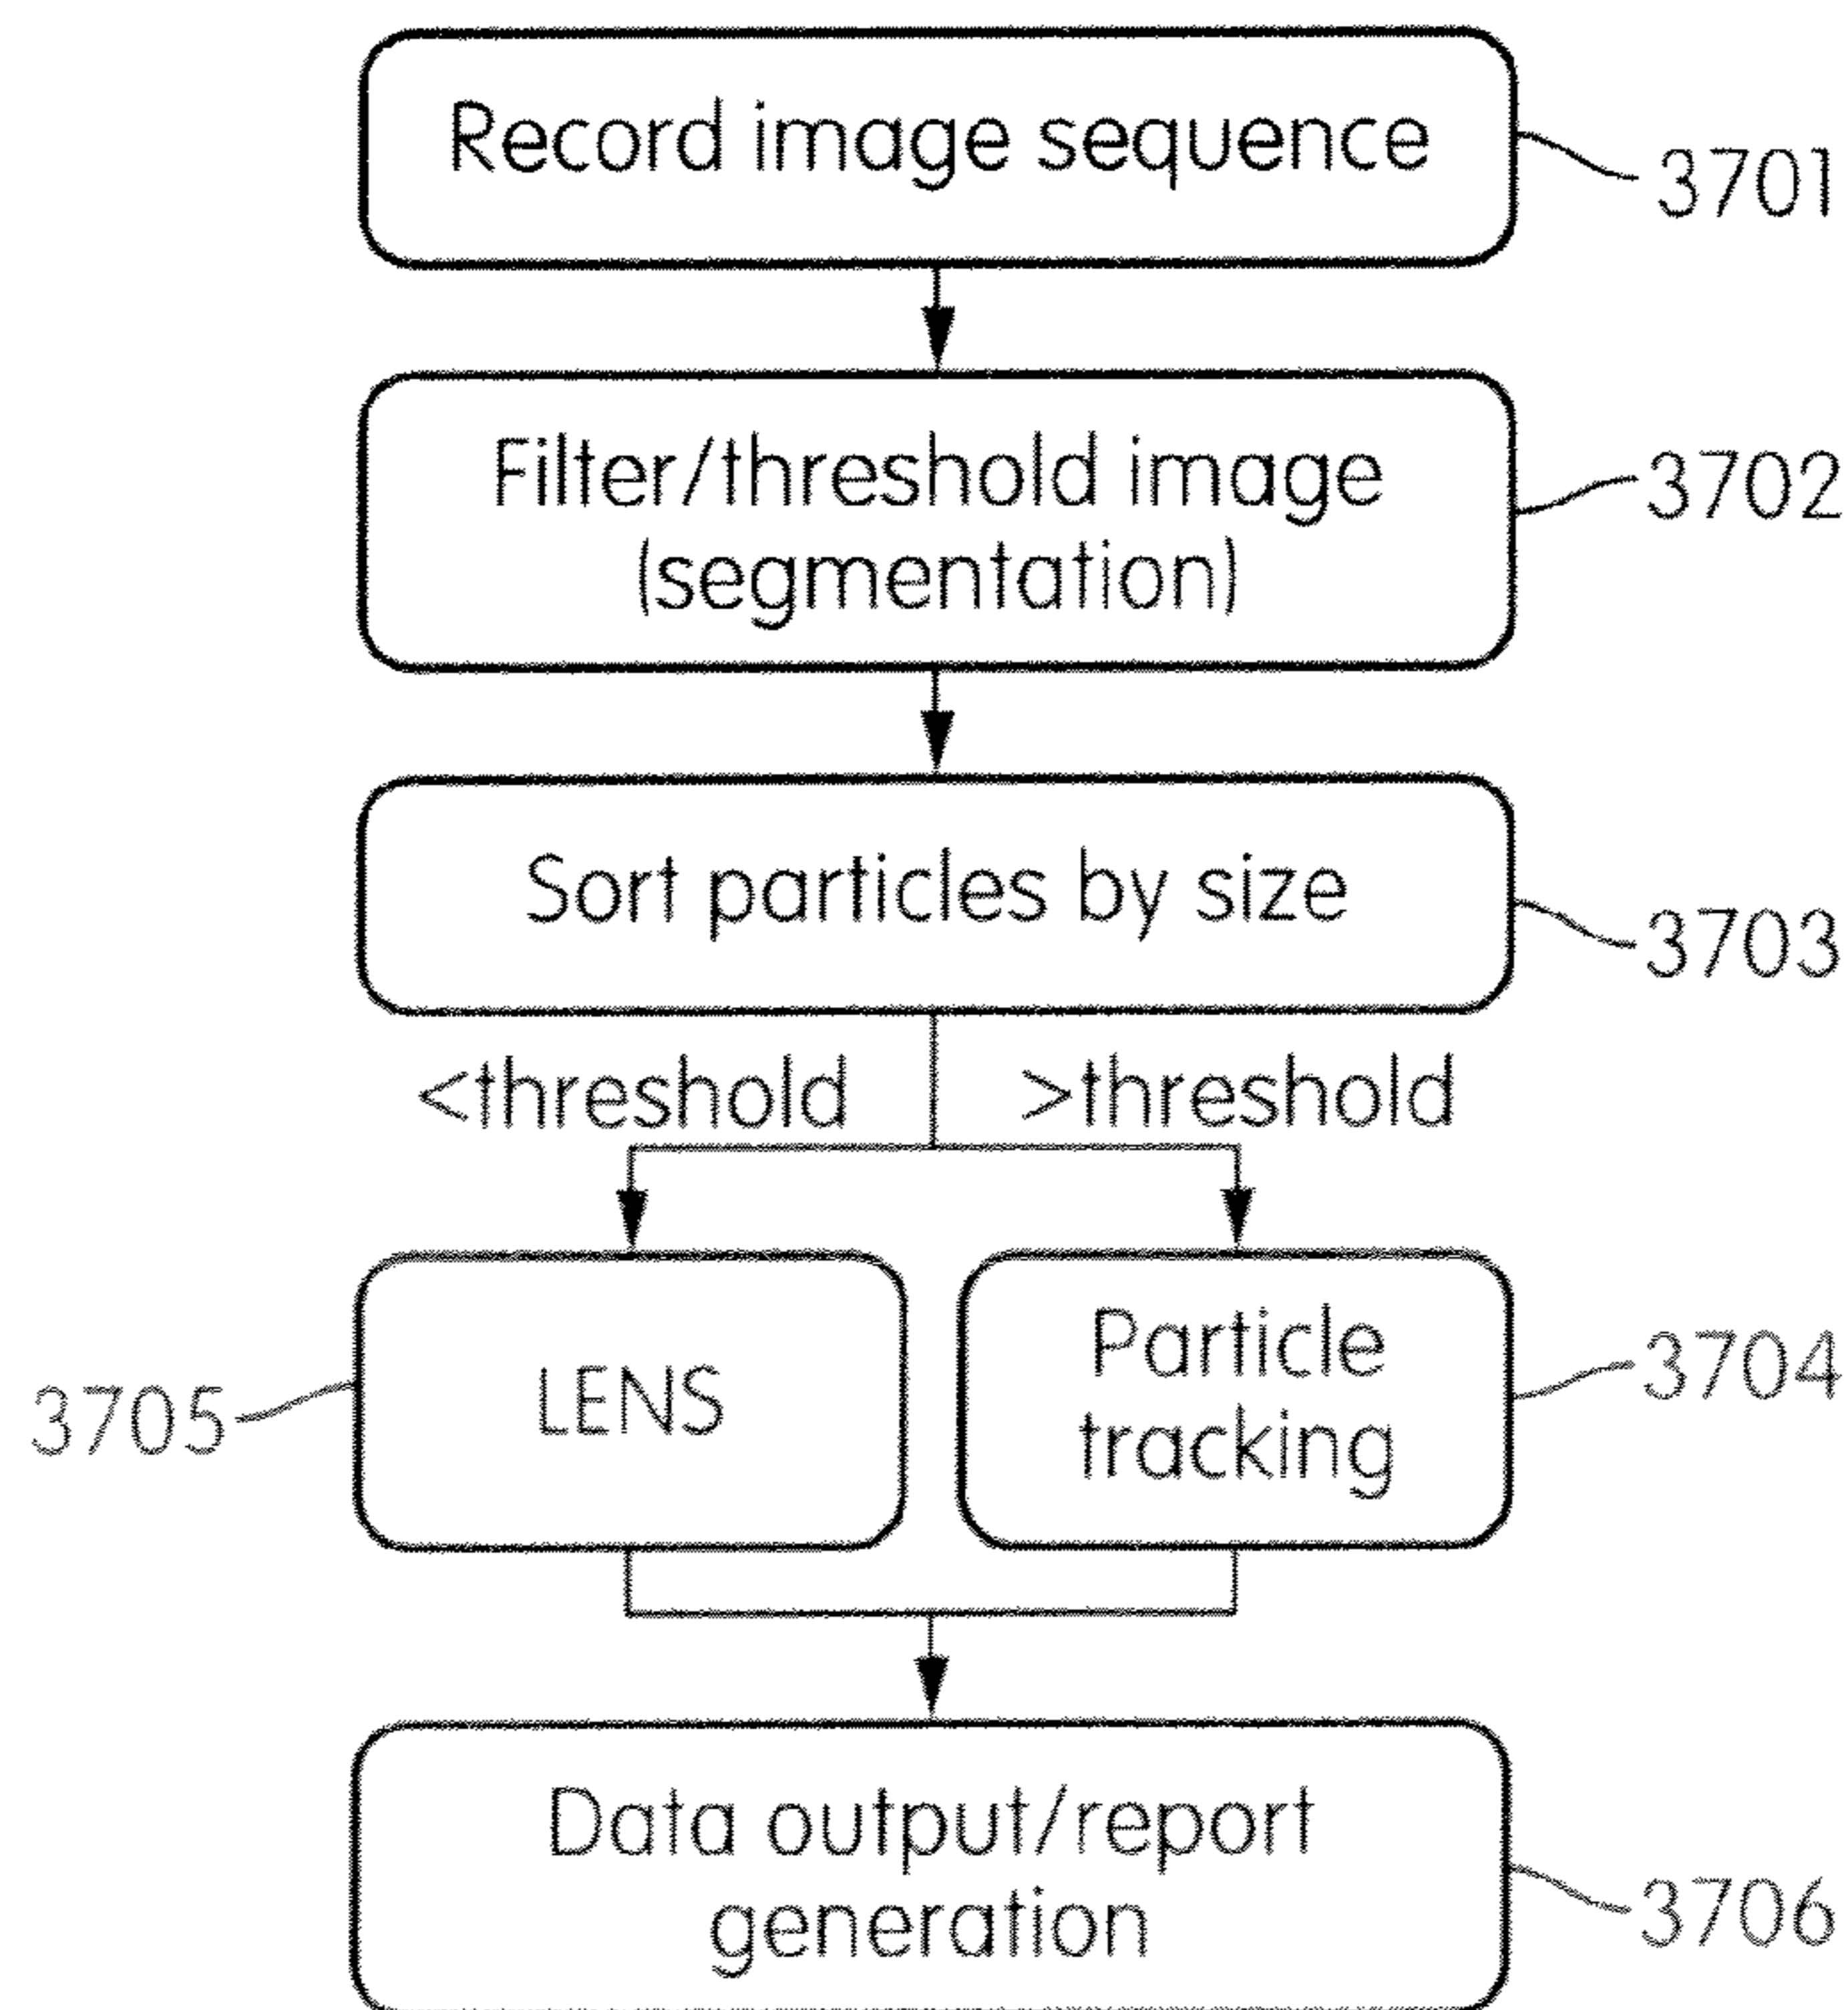 Record image sequence
3701
Filter/threshold image
(segmentation)
3702
Sort particles by size
3703
<threshold
>threshold
LENS
3705
Particle
tracking
3704
Data output/report
generation
3706